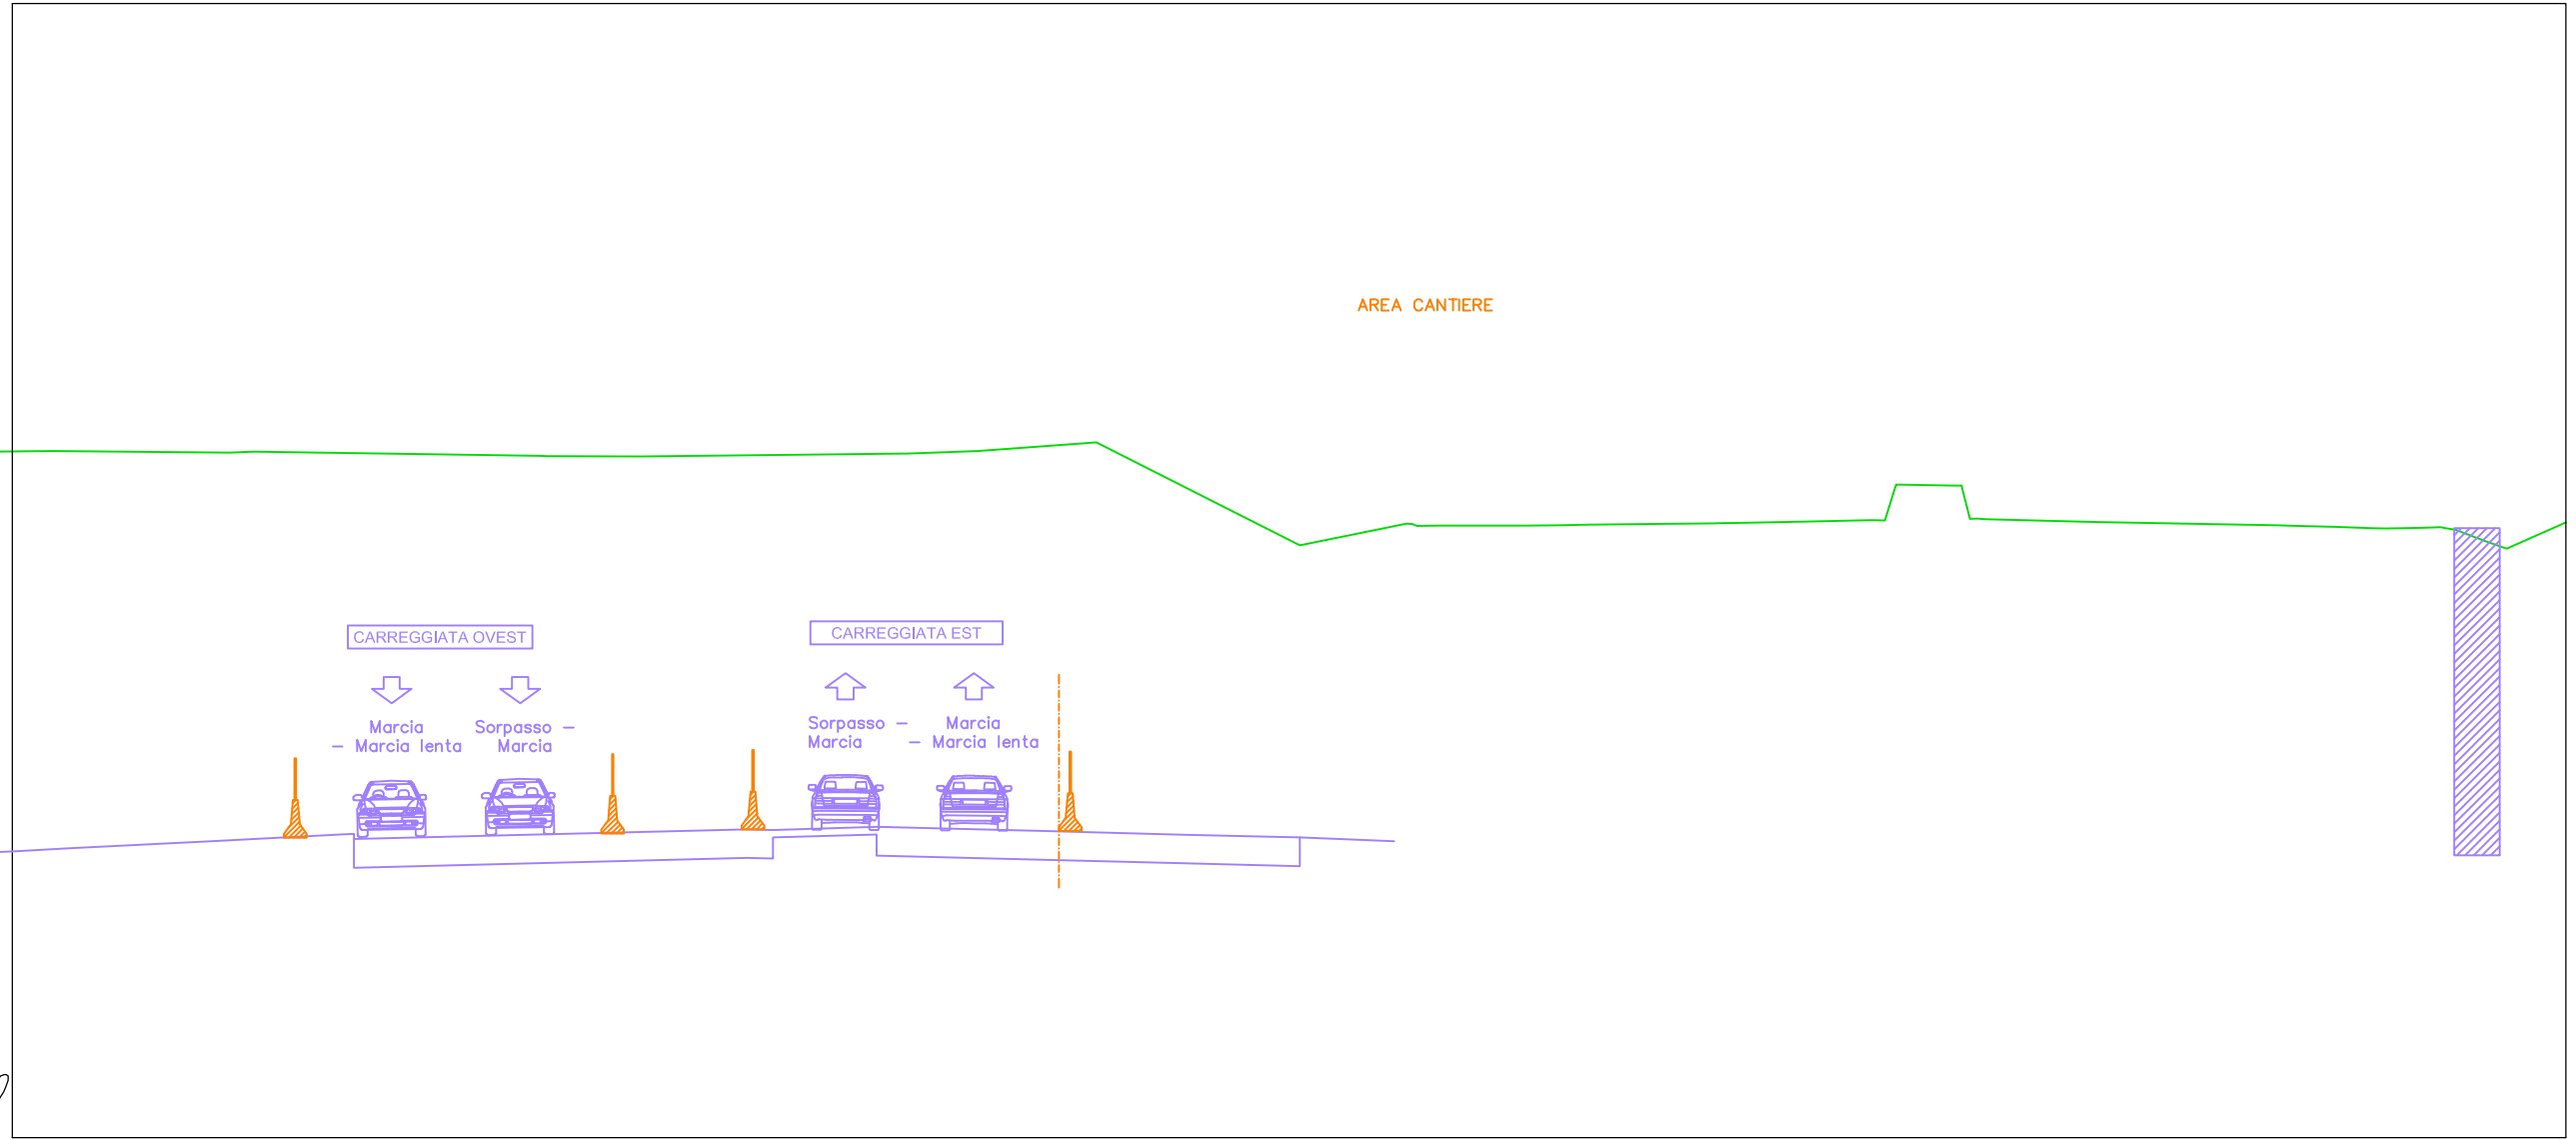 AREA CANTIERE
CARREGGIATA OVEST
CARREGGIATA EST
Marcia
– Marcia lenta
Sorpasso –
Marcia
Sorpasso –
Marcia
Marcia
– Marcia lenta